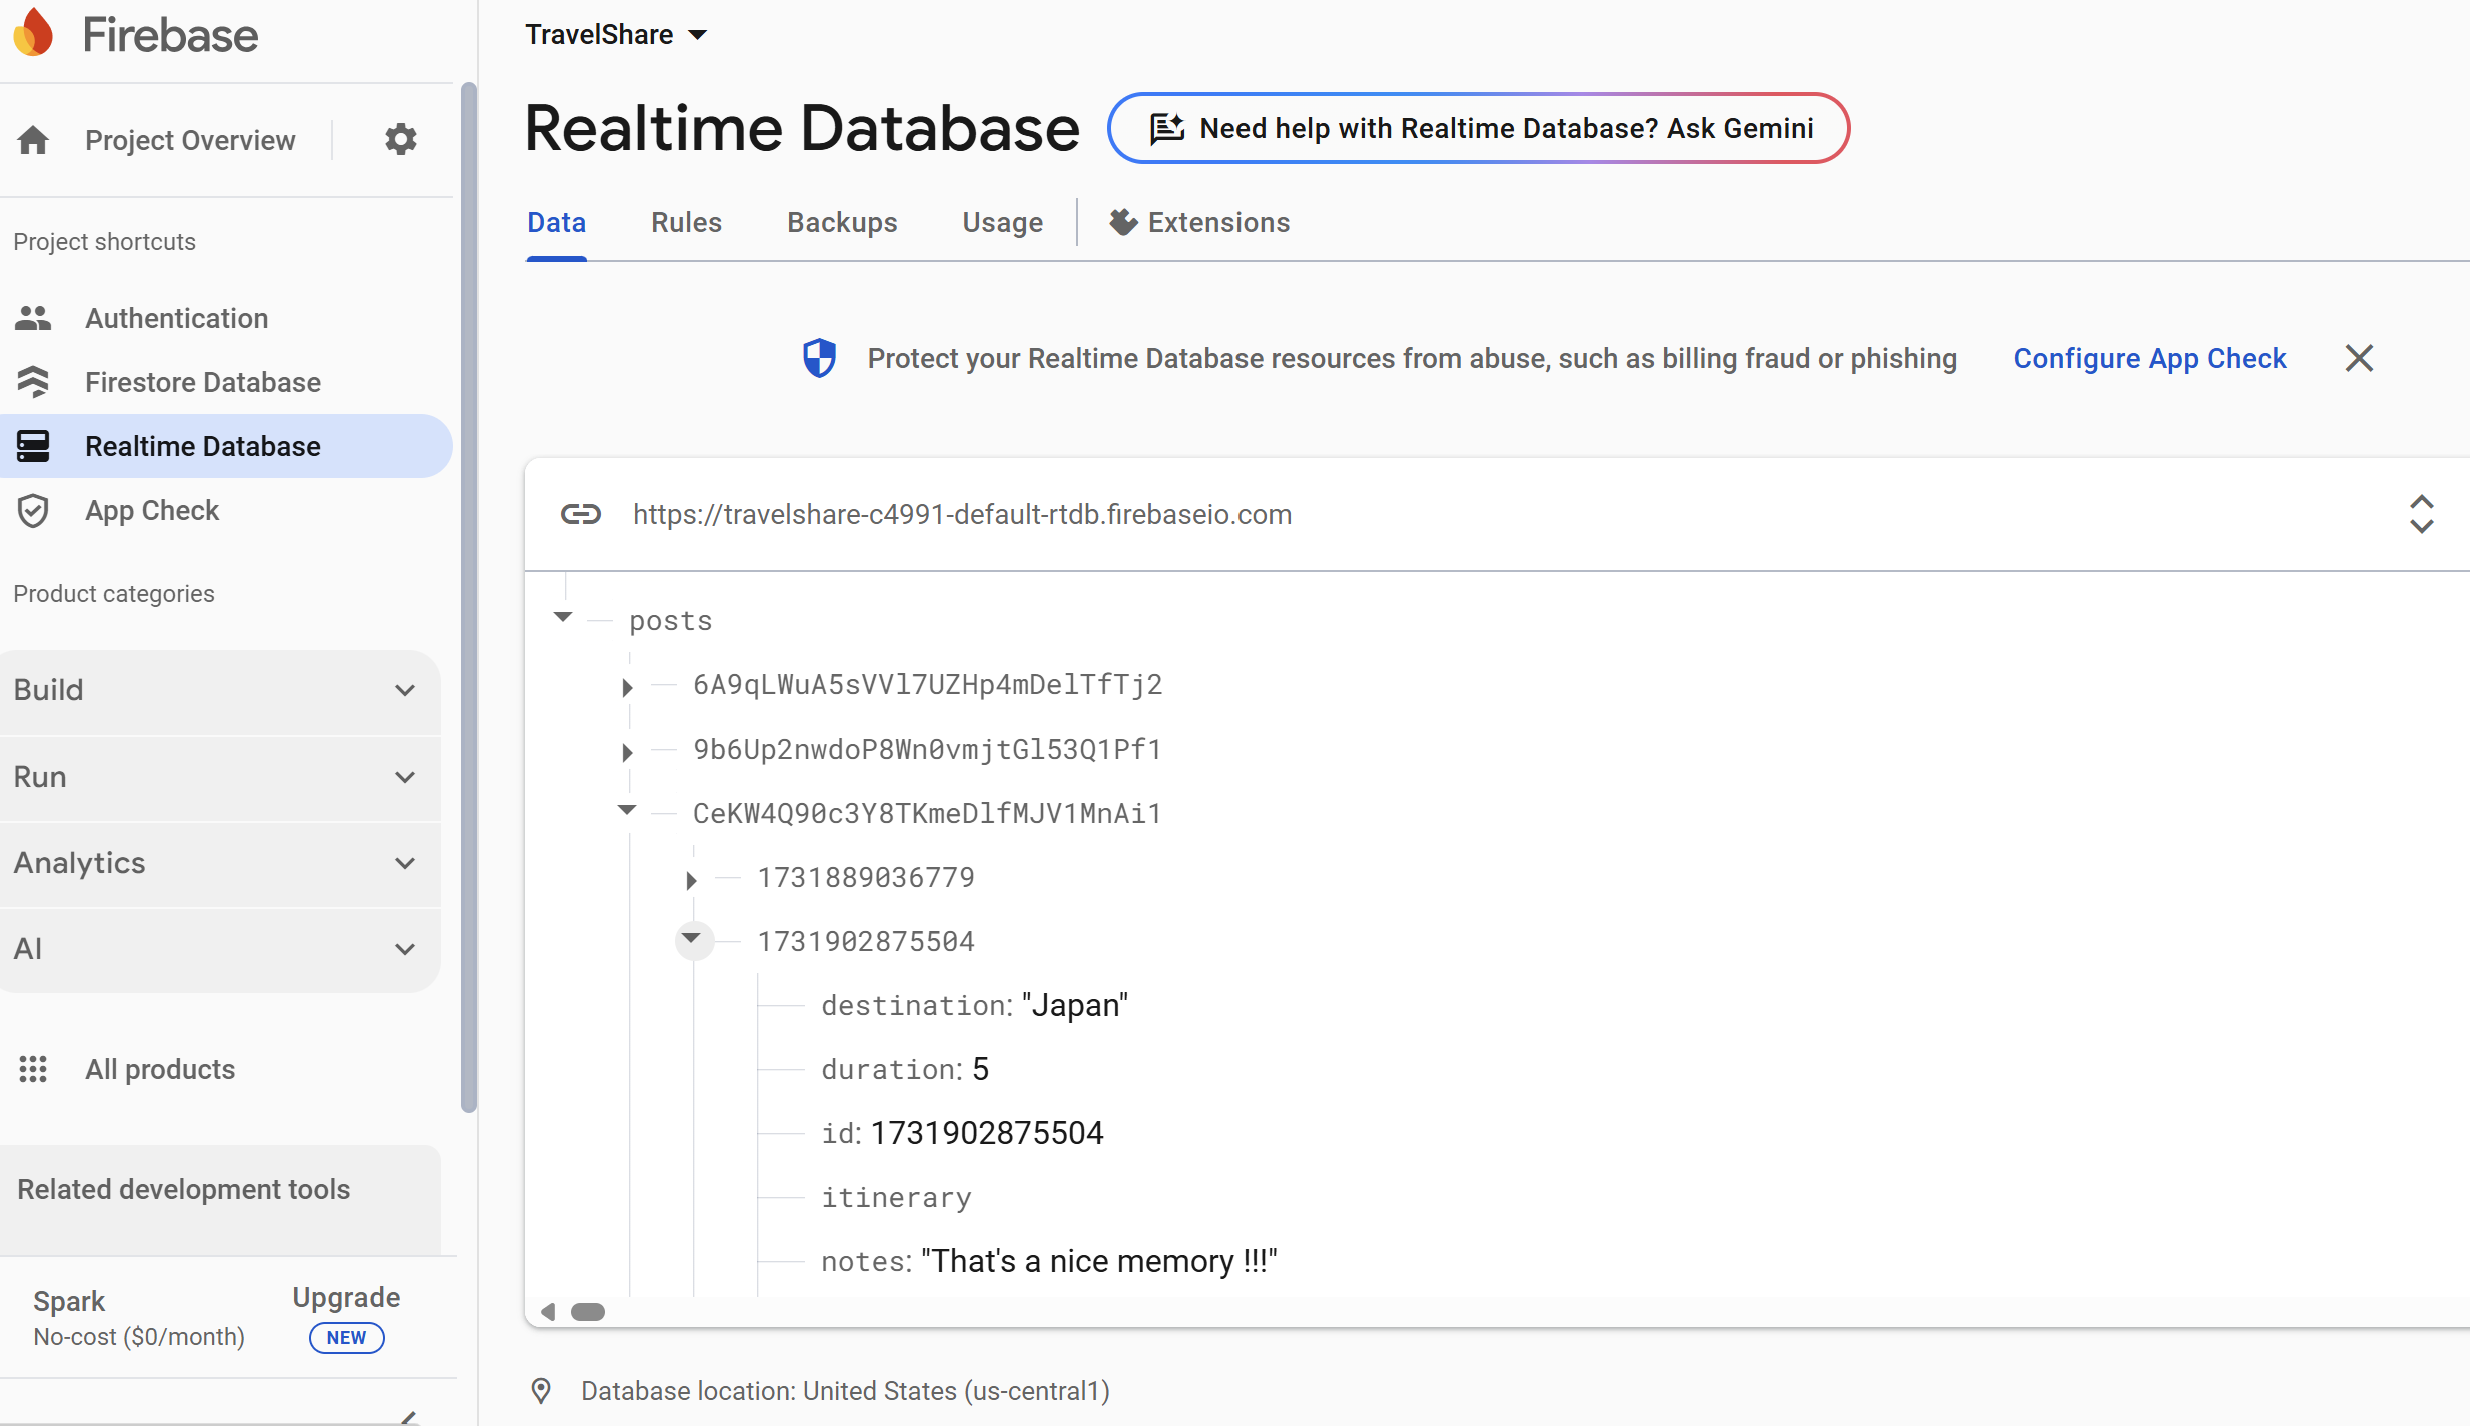 Firebase
Project Overview
Project shortcuts
Authentication
Firestore Database
Realtime Database
App Check
Product categories
Build
Run
Analytics
AI
All products
Related development tools
Spark
No-cost ($0/month)
Upgrade
NEW
TravelShare
Realtime Database
Need help with Realtime Database? Ask Gemini
Data Rules Backups Usage Extensions
Protect your Realtime Database resources from abuse, such as billing fraud or phishing Configure App Check
https://travelshare-c4991-default-rtdb.firebaseio.com
posts
6A9qLWuA5sVVl7UZHp4mDelTfTj2
9b6Up2nwdoP8Wn0vmjtGl53Q1Pf1
CeKW4Q90c3Y8TKmeDlfMJV1MnAi1
1731889036779
1731902875504
destination: "Japan"
duration: 5
id: 1731902875504
itinerary
notes: "That's a nice memory !!!"
Database location: United States (us-central1)